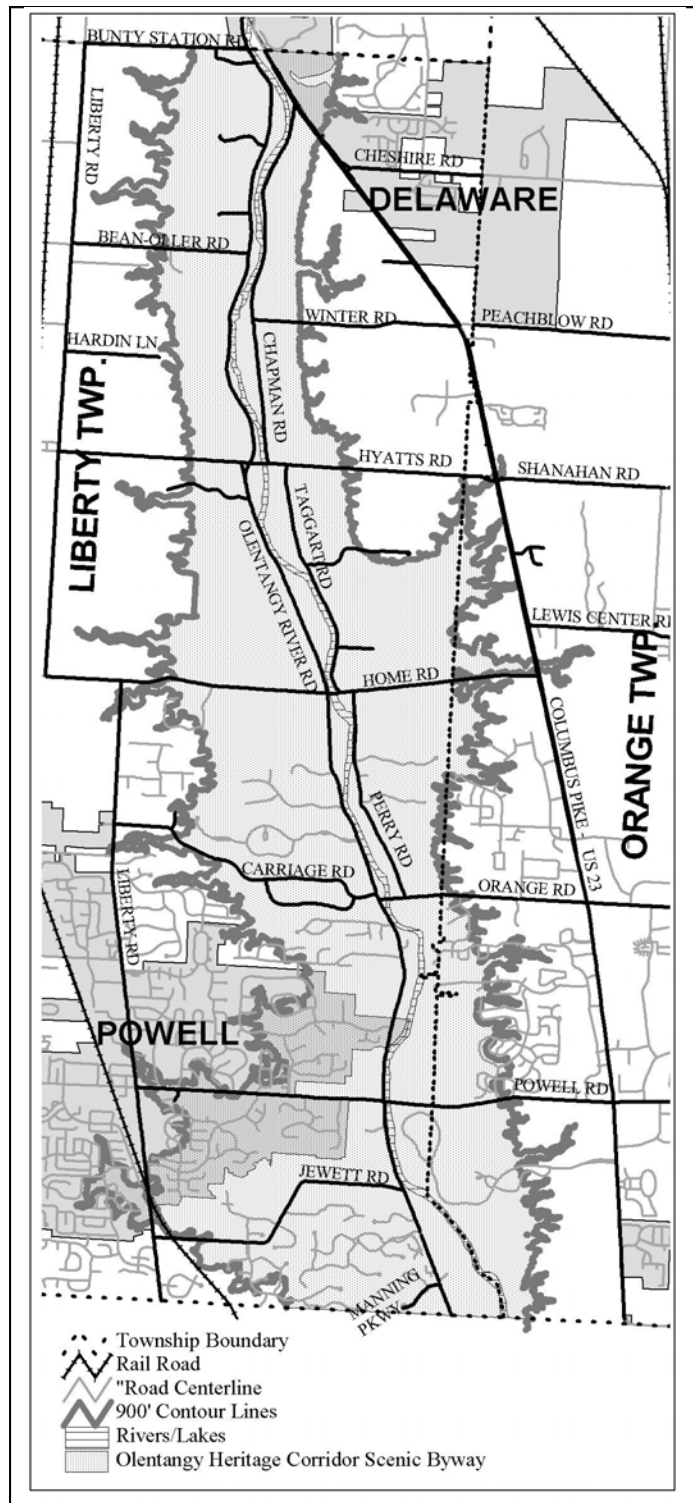 BUNTY STATION RD
LIBERTY RD
CHESHIRE RD
DELAWARE
BEAN-OLLER RD
WINTER RD
PEACHBLOW RD
HARDIN LN
CHAPMAN RD
LIBERTY TWP.
HYATTS RD
SHANAHAN RD
TAGGART RD
OLENTANGY RIVER RD
LEWIS CENTER R
ORANGE TWP.
HOME RD
COLUMBUS PIKE - US 23
PERRY RD
CARRIAGE RD
ORANGE RD
LIBERTY RD
POWELL
POWELL RD
JEWETT RD
MANNING
PKWY
Township Boundary
Rail Road
"Road Centerline
900' Contour Lines
Rivers/Lakes
Olentangy Heritage Corridor Scenic Byway